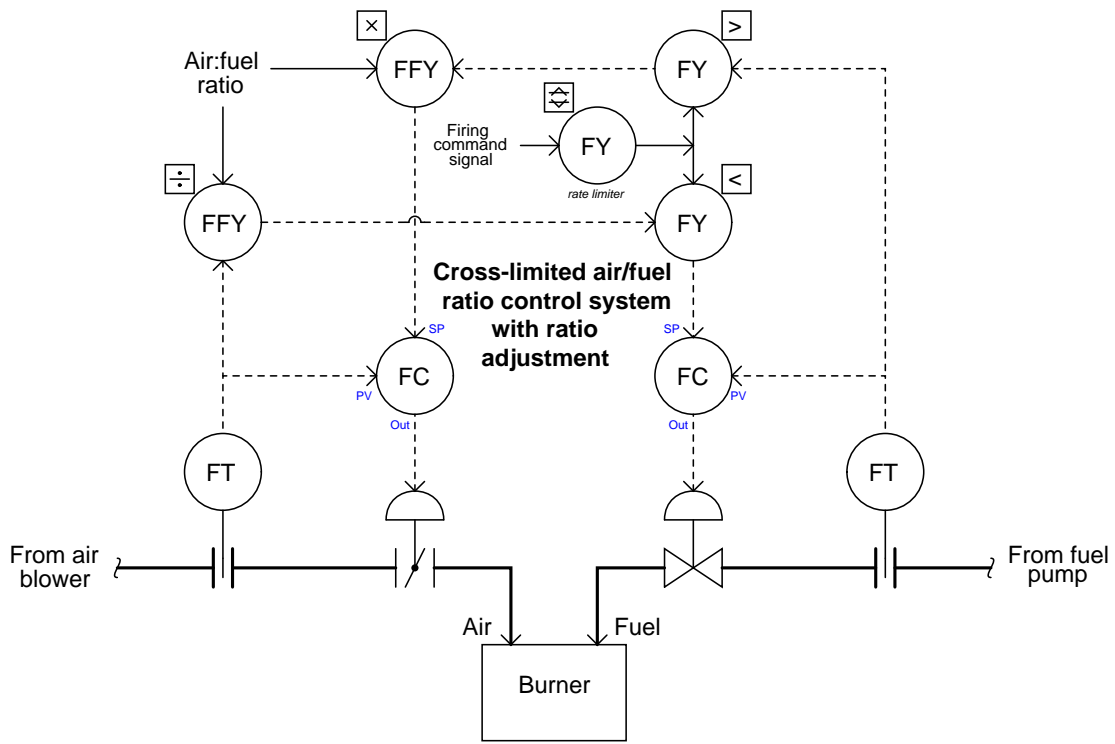 ×
>
Air:fuel
ratio
FFY
FY
Firing
command
signal
FY
rate limiter
÷
<
FFY
FY
Cross-limited air/fuel
ratio control system
with ratio
adjustment
SP
SP
FC
FC
PV
PV
Out
Out
FT
FT
From air
blower
From fuel
pump
Air
Fuel
Burner